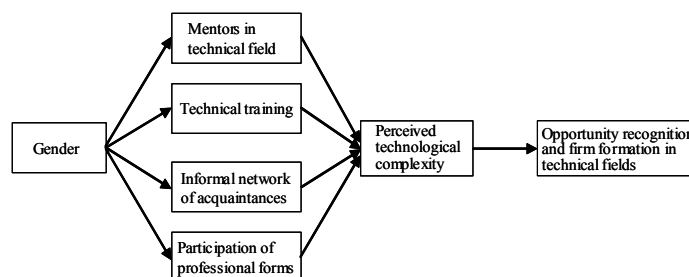 Gender
Mentors in
technical field
Technical training
Informal network
of acquaintances
Participation of
professional forms
Perceived
technological
complexity
Opportunity recognition
and firm formation in
technical fields